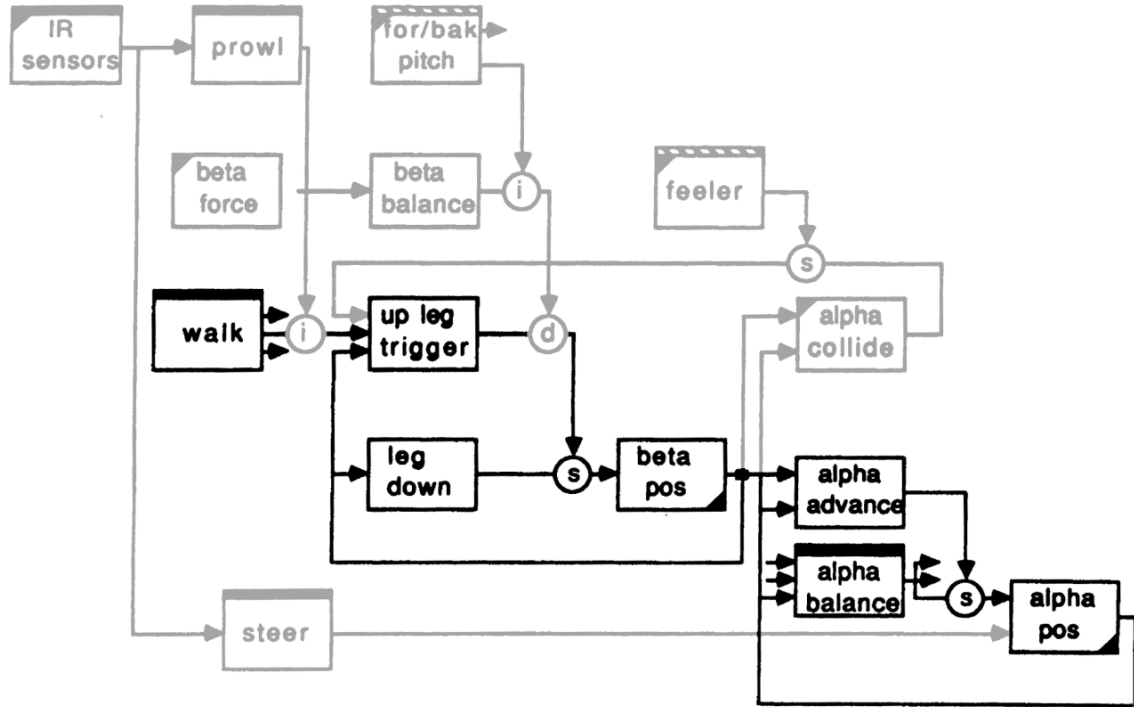 IR
sensors
prowl
for/bak
pitch
beta
force
beta
balance
i
feeler
s
walk
i
up leg
trigger
d
alpha
collide
leg
down
s
beta
pos
alpha
advance
alpha
balance
s
alpha
pos
steer